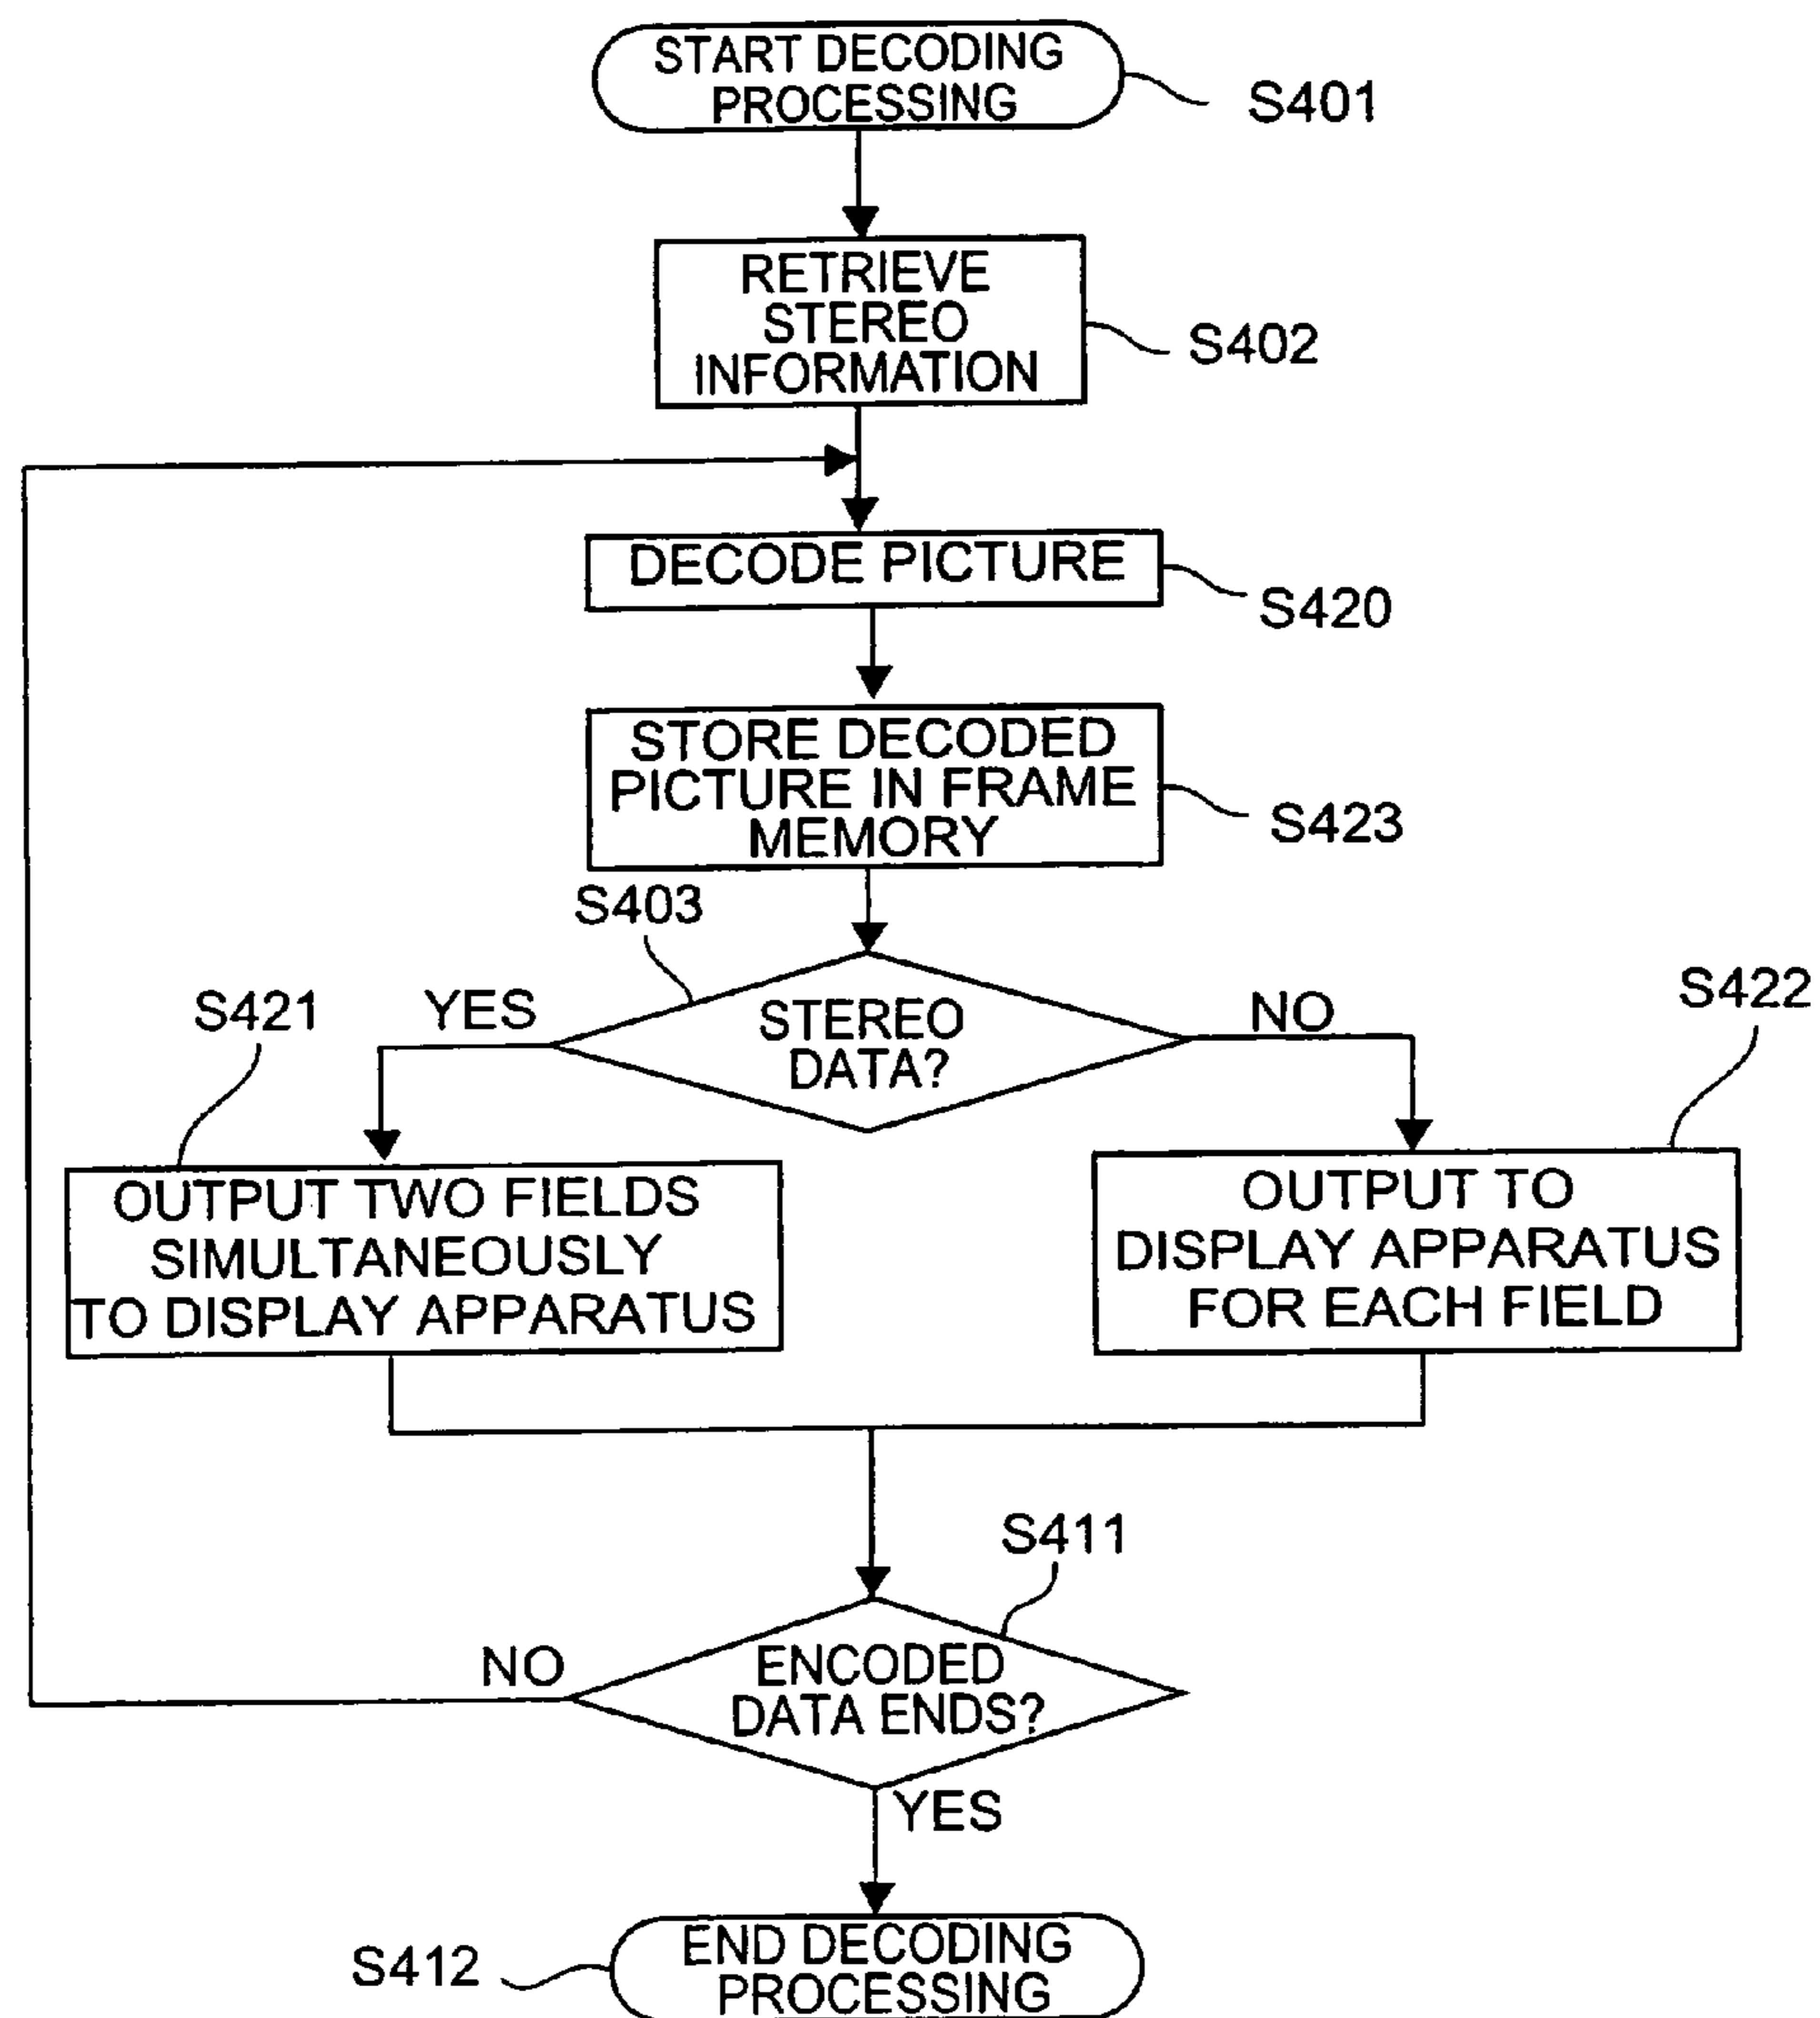 START DECODING
PROCESSING
S401
RETRIEVE
STEREO
INFORMATION
S402
DECODE PICTURE
S420
STORE DECODED
PICTURE IN FRAME
MEMORY
S423
S403
STEREO
DATA?
YES
NO
S421
S422
OUTPUT TWO FIELDS
SIMULTANEOUSLY
TO DISPLAY APPARATUS
OUTPUT TO
DISPLAY APPARATUS
FOR EACH FIELD
S411
ENCODED
DATA ENDS?
NO
YES
END DECODING
PROCESSING
S412